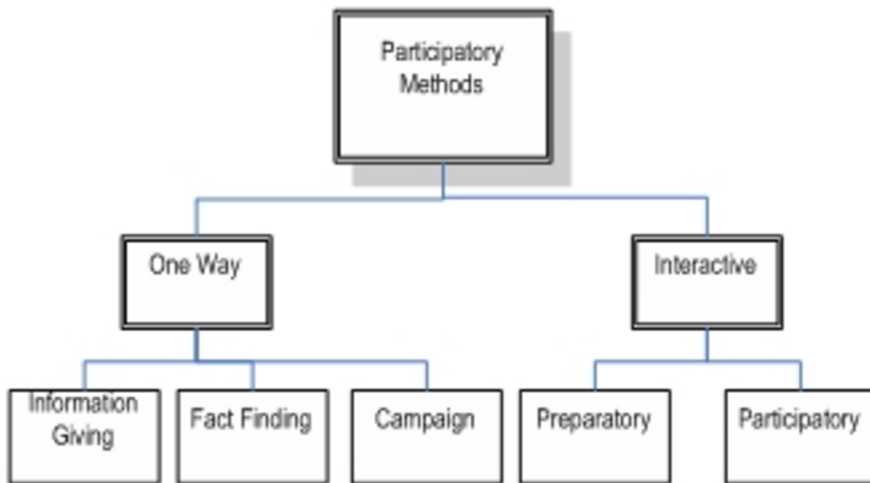 Participatory
Methods
One Way
Interactive
Information
Giving
Fact Finding
Campaign
Preparatory
Participatory